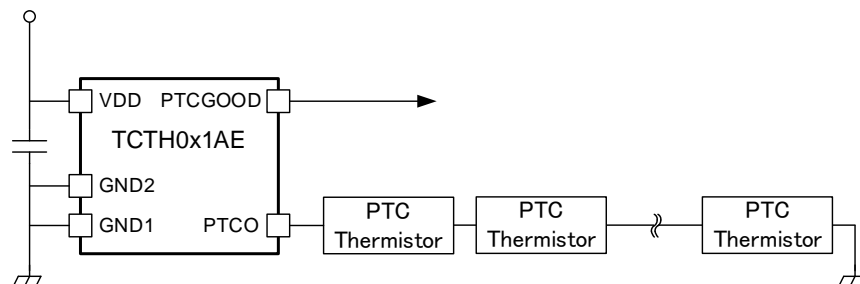 VDD PTCGOOD
TCTH0x1AE
GND2
GND1 PTCO
PTC
Thermistor
PTC
Thermistor
PTC
Thermistor